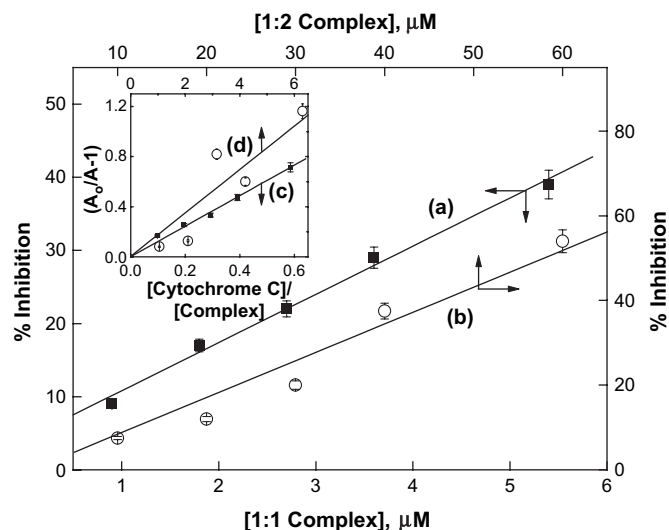 [1:2 Complex], μM
10 20 30 40 50 60
0 2 4 6
50
40
30
20
10
0
% Inhibition
1.2
0.8
0.4
0.0
(Ao/A-1)
(d)
(c)
0.0 0.2 0.4 0.6
[Cytochrome C]/
[Complex]
(a)
(b)
80
60
40
20
0
% Inhibition
1 2 3 4 5 6
[1:1 Complex], μM